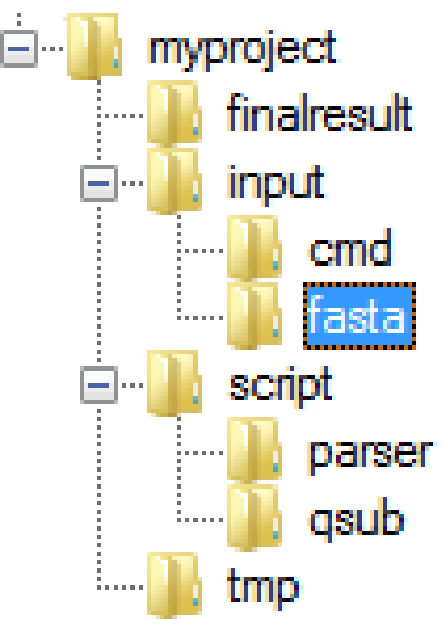 myproject
finalresult
input
cmd
fasta
script
parser
qsub
tmp